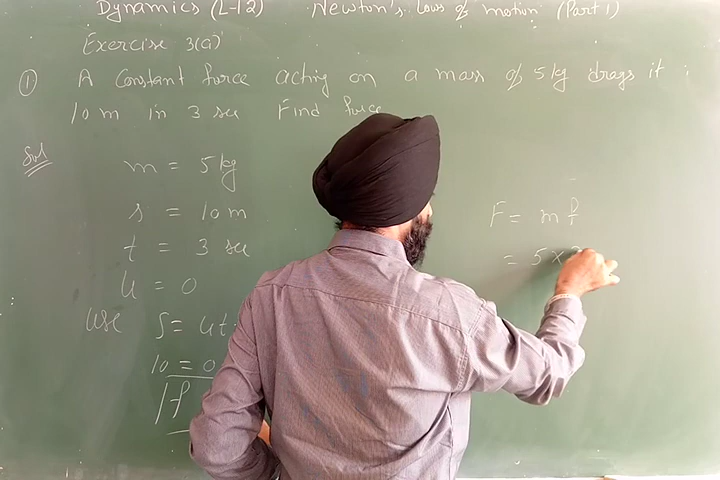 Dynamics (L-12) Newton's laws of motion (Part 1)
Exercise 3(a)
① A Constant force acting on a mass of 5 kg drags it
10 m in 3 sec Find force
Sol
m = 5 kg
s = 10 m
t = 3 sec
u = 0
use S = ut
10 = 0
f
F = m f
= 5 ×